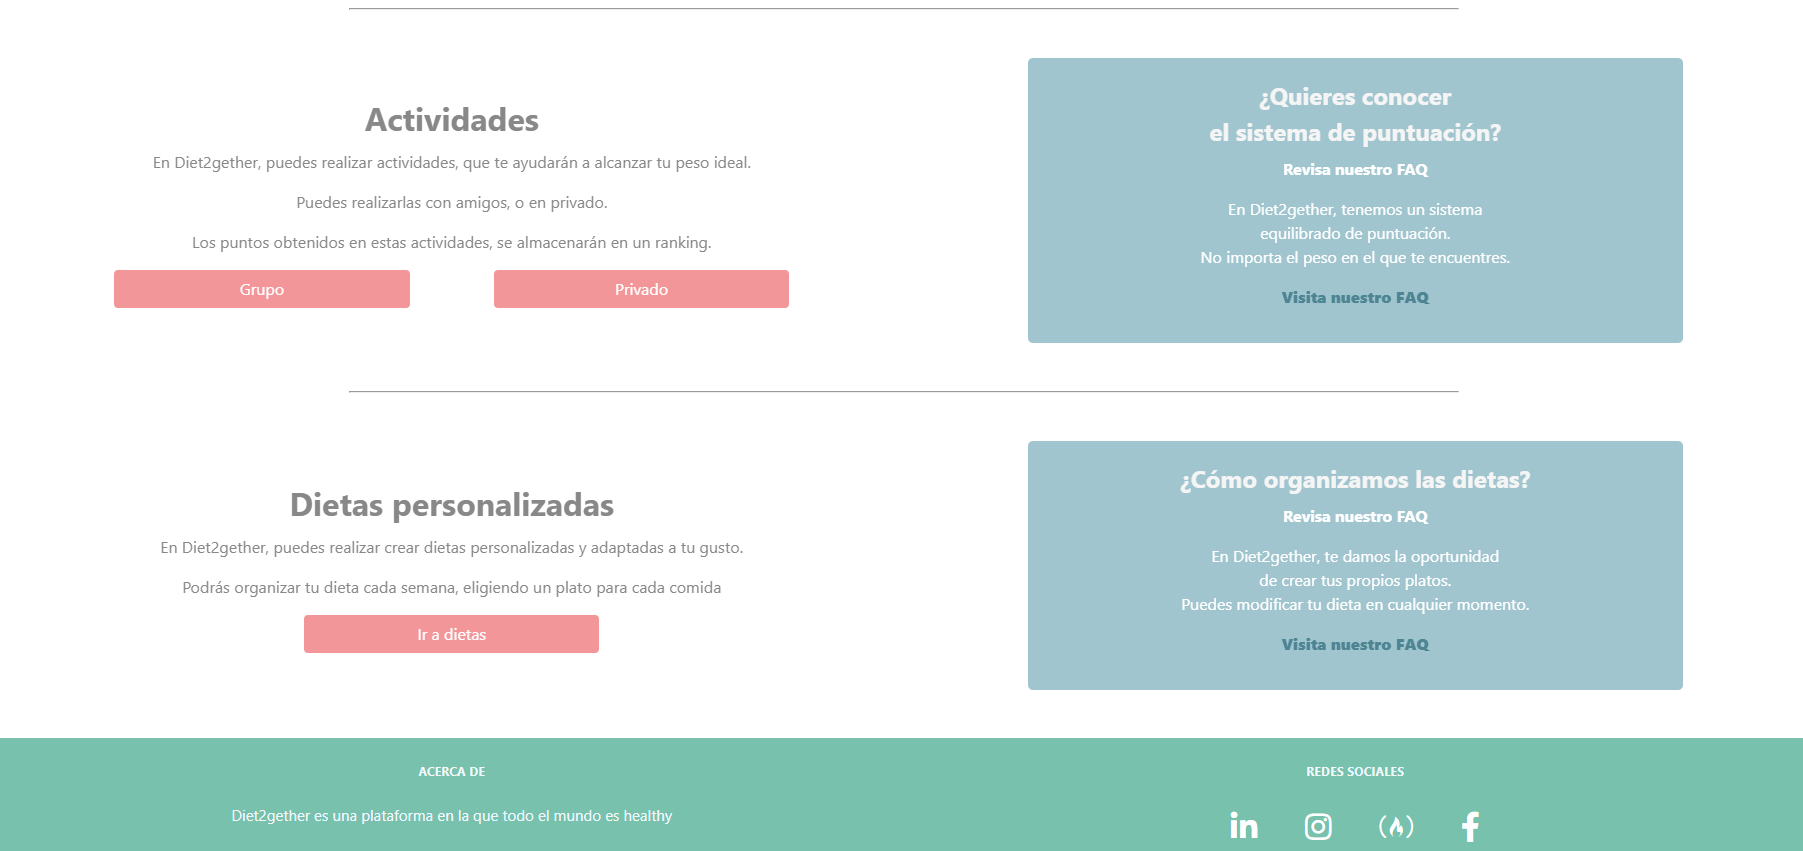 Actividades
En Diet2gether, puedes realizar actividades, que te ayudarán a alcanzar tu peso ideal.
Puedes realizarlas con amigos, o en privado.
Los puntos obtenidos en estas actividades, se almacenarán en un ranking.
Grupo
Privado
¿Quieres conocer
el sistema de puntuación?
Revisa nuestro FAQ
En Diet2gether, tenemos un sistema
equilibrado de puntuación.
No importa el peso en el que te encuentres.
Visita nuestro FAQ
Dietas personalizadas
En Diet2gether, puedes realizar crear dietas personalizadas y adaptadas a tu gusto.
Podrás organizar tu dieta cada semana, eligiendo un plato para cada comida
Ir a dietas
¿Cómo organizamos las dietas?
Revisa nuestro FAQ
En Diet2gether, te damos la oportunidad
de crear tus propios platos.
Puedes modificar tu dieta en cualquier momento.
Visita nuestro FAQ
ACERCA DE
Diet2gether es una plataforma en la que todo el mundo es healthy
REDES SOCIALES